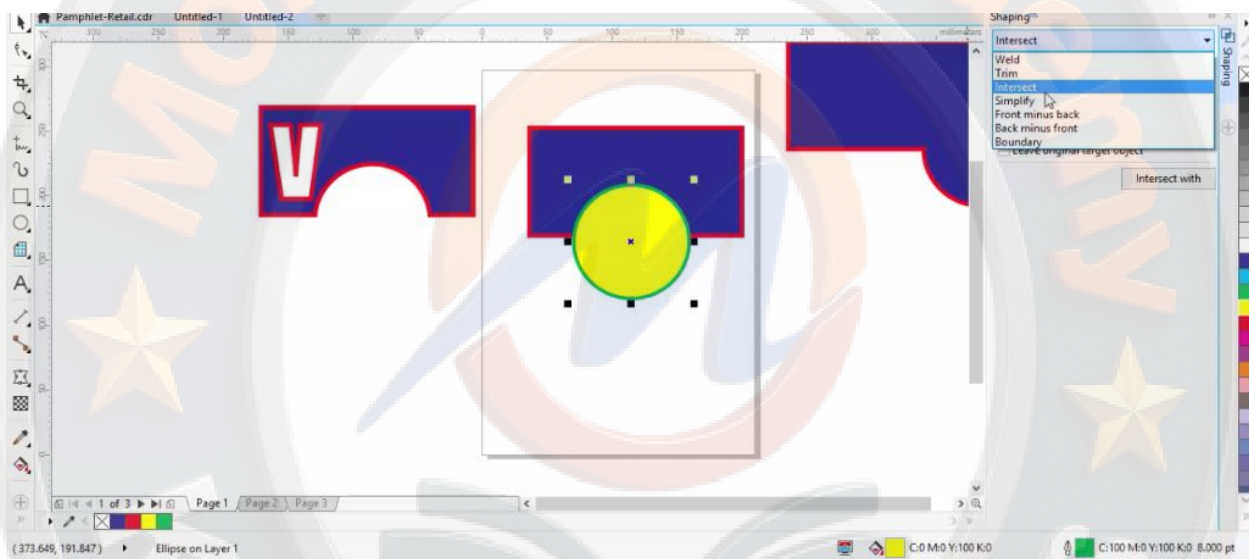 Pamphlet-Retail.cdr Untitled-1 Untitled-2
Shaping
millimeters
Intersect
Weld
Trim
Intersect
Simplify
Front minus back
Back minus front
Boundary
Leave original target object
Intersect with
Shaping
V
1 of 3 Page 1 Page 2 Page 3
(373.649, 191.847) Ellipse on Layer 1 C:0 M:0 Y:100 K:0 C:100 M:0 Y:100 K:0 8.000 pt